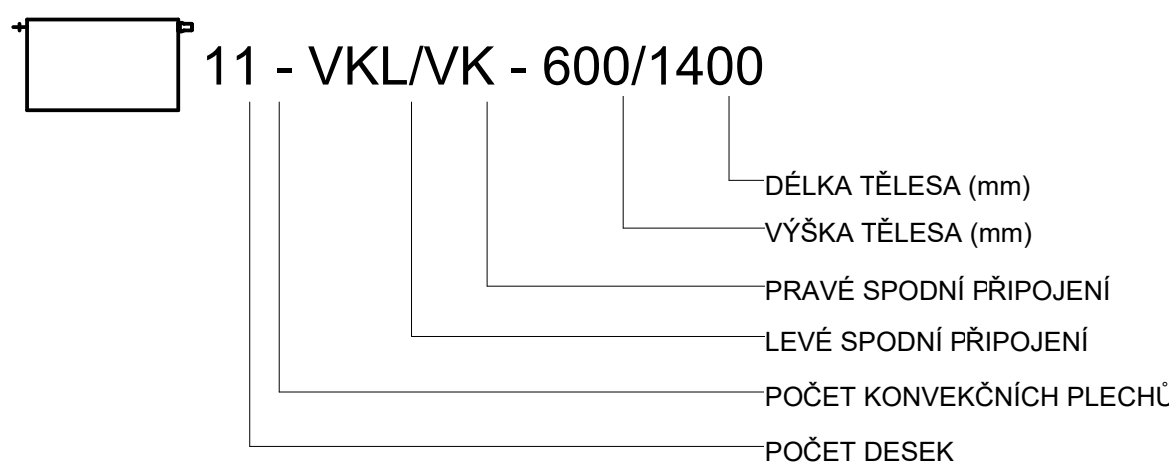 11 - VKL/VK - 600/1400
DÉLKA TĚLESA (mm)
VÝŠKA TĚLESA (mm)
PRAVÉ SPODNÍ PŘIPOJENÍ
LEVÉ SPODNÍ PŘIPOJENÍ
POČET KONVEKČNÍCH PLECHŮ
POČET DESEK